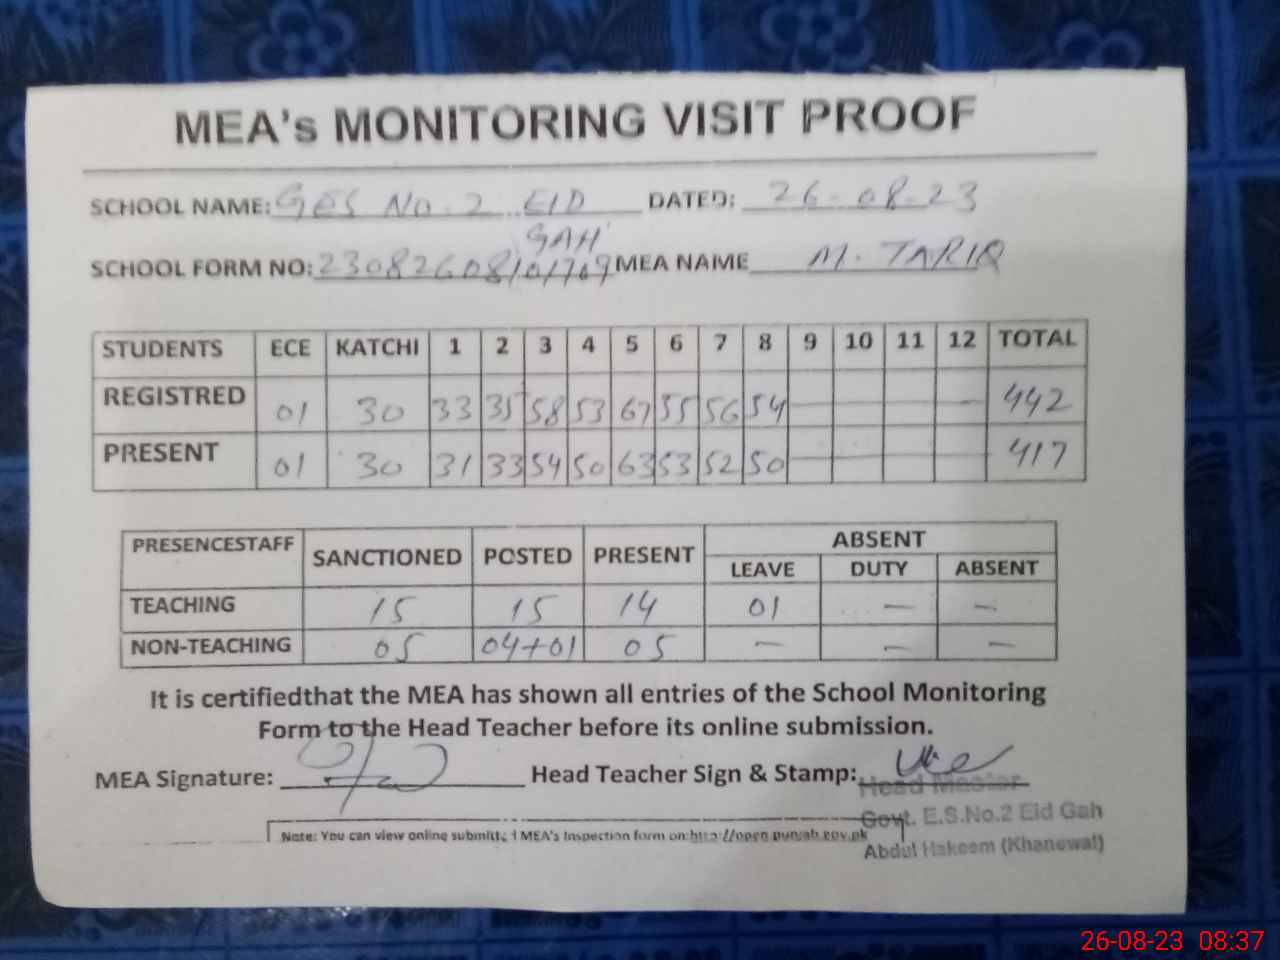 MEA's MONITORING VISIT PROOF
SCHOOL NAME: GES No. 2 EID GAH DATED: 26-08-23
SCHOOL FORM NO: 23082608101709 MEA NAME M. TARIQ
STUDENTS ECE KATCHI 1 2 3 4 5 6 7 8 9 10 11 12 TOTAL
REGISTRED 01 30 33 35 58 53 67 55 56 54 442
PRESENT 01 30 31 33 54 50 63 53 52 50 417
PRESENCESTAFF SANCTIONED POSTED PRESENT ABSENT
LEAVE DUTY ABSENT
TEACHING 15 15 14 01 — —
NON-TEACHING 05 04+01 05 — — —
It is certifiedthat the MEA has shown all entries of the School Monitoring
Form to the Head Teacher before its online submission.
MEA Signature: Head Teacher Sign & Stamp:
Head Master
Govt. E.S.No.2 Eid Gah
Abdul Hakeem (Khanewal)
Note: You can view online submitted MEA's Inspection form on:http://open.punjab.gov.pk
26-08-23 08:37